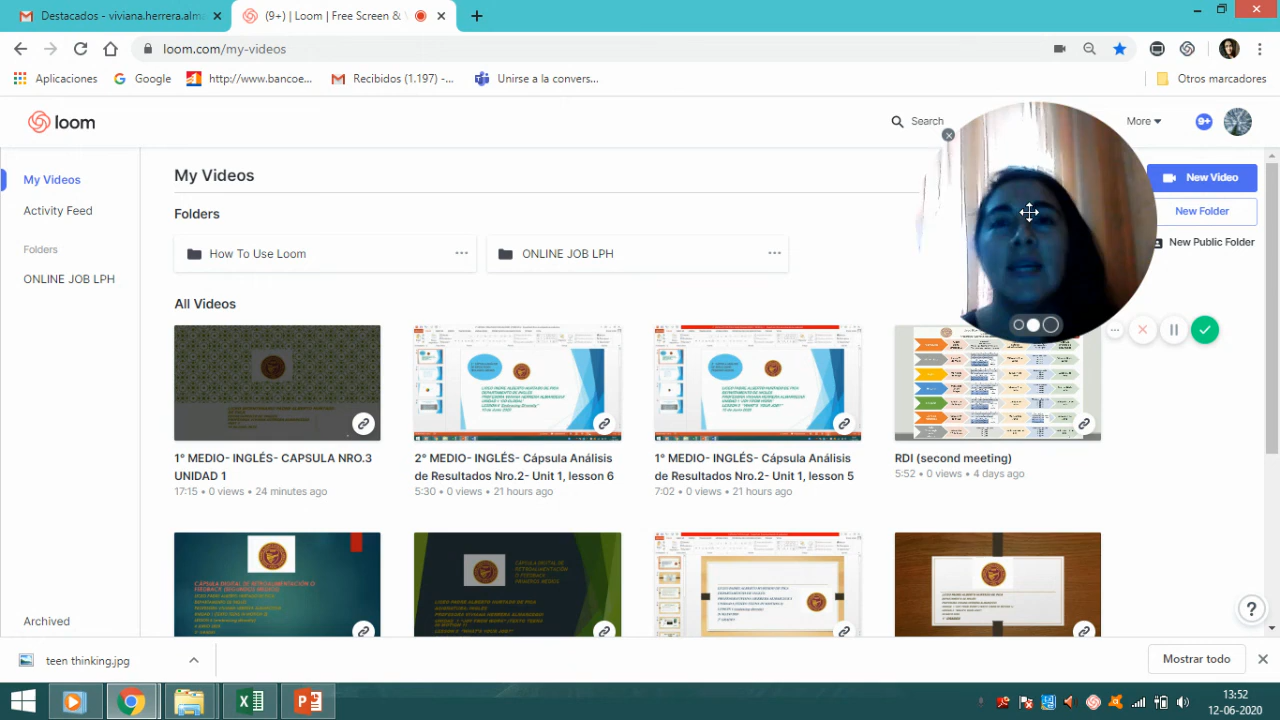 Destacados - viviana.herrera.alm
(9+) | Loom | Free Screen &
loom.com/my-videos
Aplicaciones
Google
http://www.bancoe...
Recibidos (1.197) -...
Unirse a la convers...
Otros marcadores
loom
Search
More
9+
My Videos
Activity Feed
Folders
ONLINE JOB LPH
Archived
My Videos
New Video
New Folder
New Public Folder
Folders
How To Use Loom
ONLINE JOB LPH
All Videos
1° MEDIO- INGLÉS- CAPSULA NRO.3
UNIDAD 1
17:15 • 0 views • 24 minutes ago
2° MEDIO- INGLÉS- Cápsula Análisis
de Resultados Nro.2- Unit 1, lesson 6
5:30 • 0 views • 21 hours ago
1° MEDIO- INGLÉS- Cápsula Análisis
de Resultados Nro.2- Unit 1, lesson 5
7:02 • 0 views • 21 hours ago
RDI (second meeting)
5:52 • 0 views • 4 days ago
?
teen thinking.jpg
Mostrar todo
13:52
12-06-2020